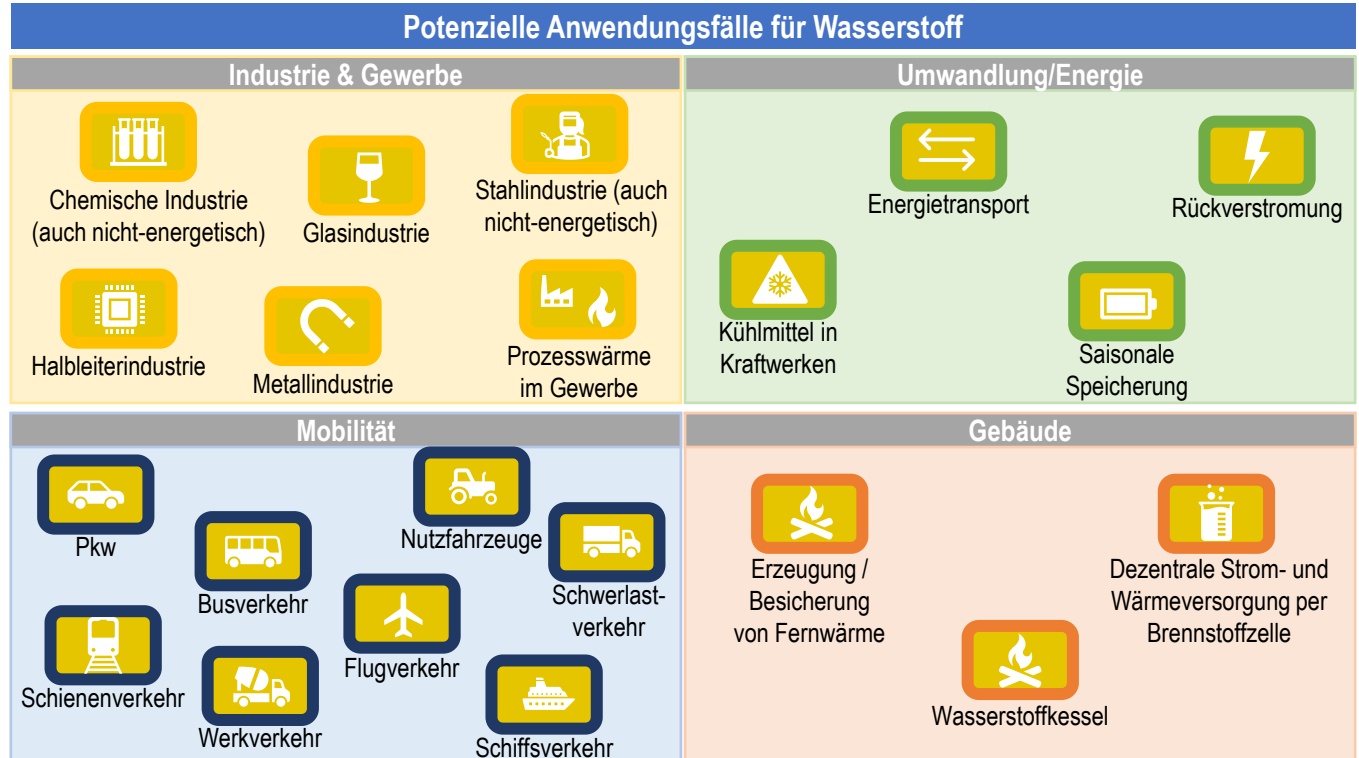 Potenzielle Anwendungsfälle für Wasserstoff
Industrie & Gewerbe
Chemische Industrie
(auch nicht-energetisch)
Glasindustrie
Stahlindustrie (auch
nicht-energetisch)
Halbleiterindustrie
Metallindustrie
Prozesswärme
im Gewerbe
Umwandlung/Energie
Energietransport
Rückverstromung
Kühlmittel in
Kraftwerken
Saisonale
Speicherung
Mobilität
Pkw
Busverkehr
Nutzfahrzeuge
Schwerlast-
verkehr
Schienenverkehr
Werkverkehr
Flugverkehr
Schiffsverkehr
Gebäude
Erzeugung /
Besicherung
von Fernwärme
Wasserstoffkessel
Dezentrale Strom- und
Wärmeversorgung per
Brennstoffzelle